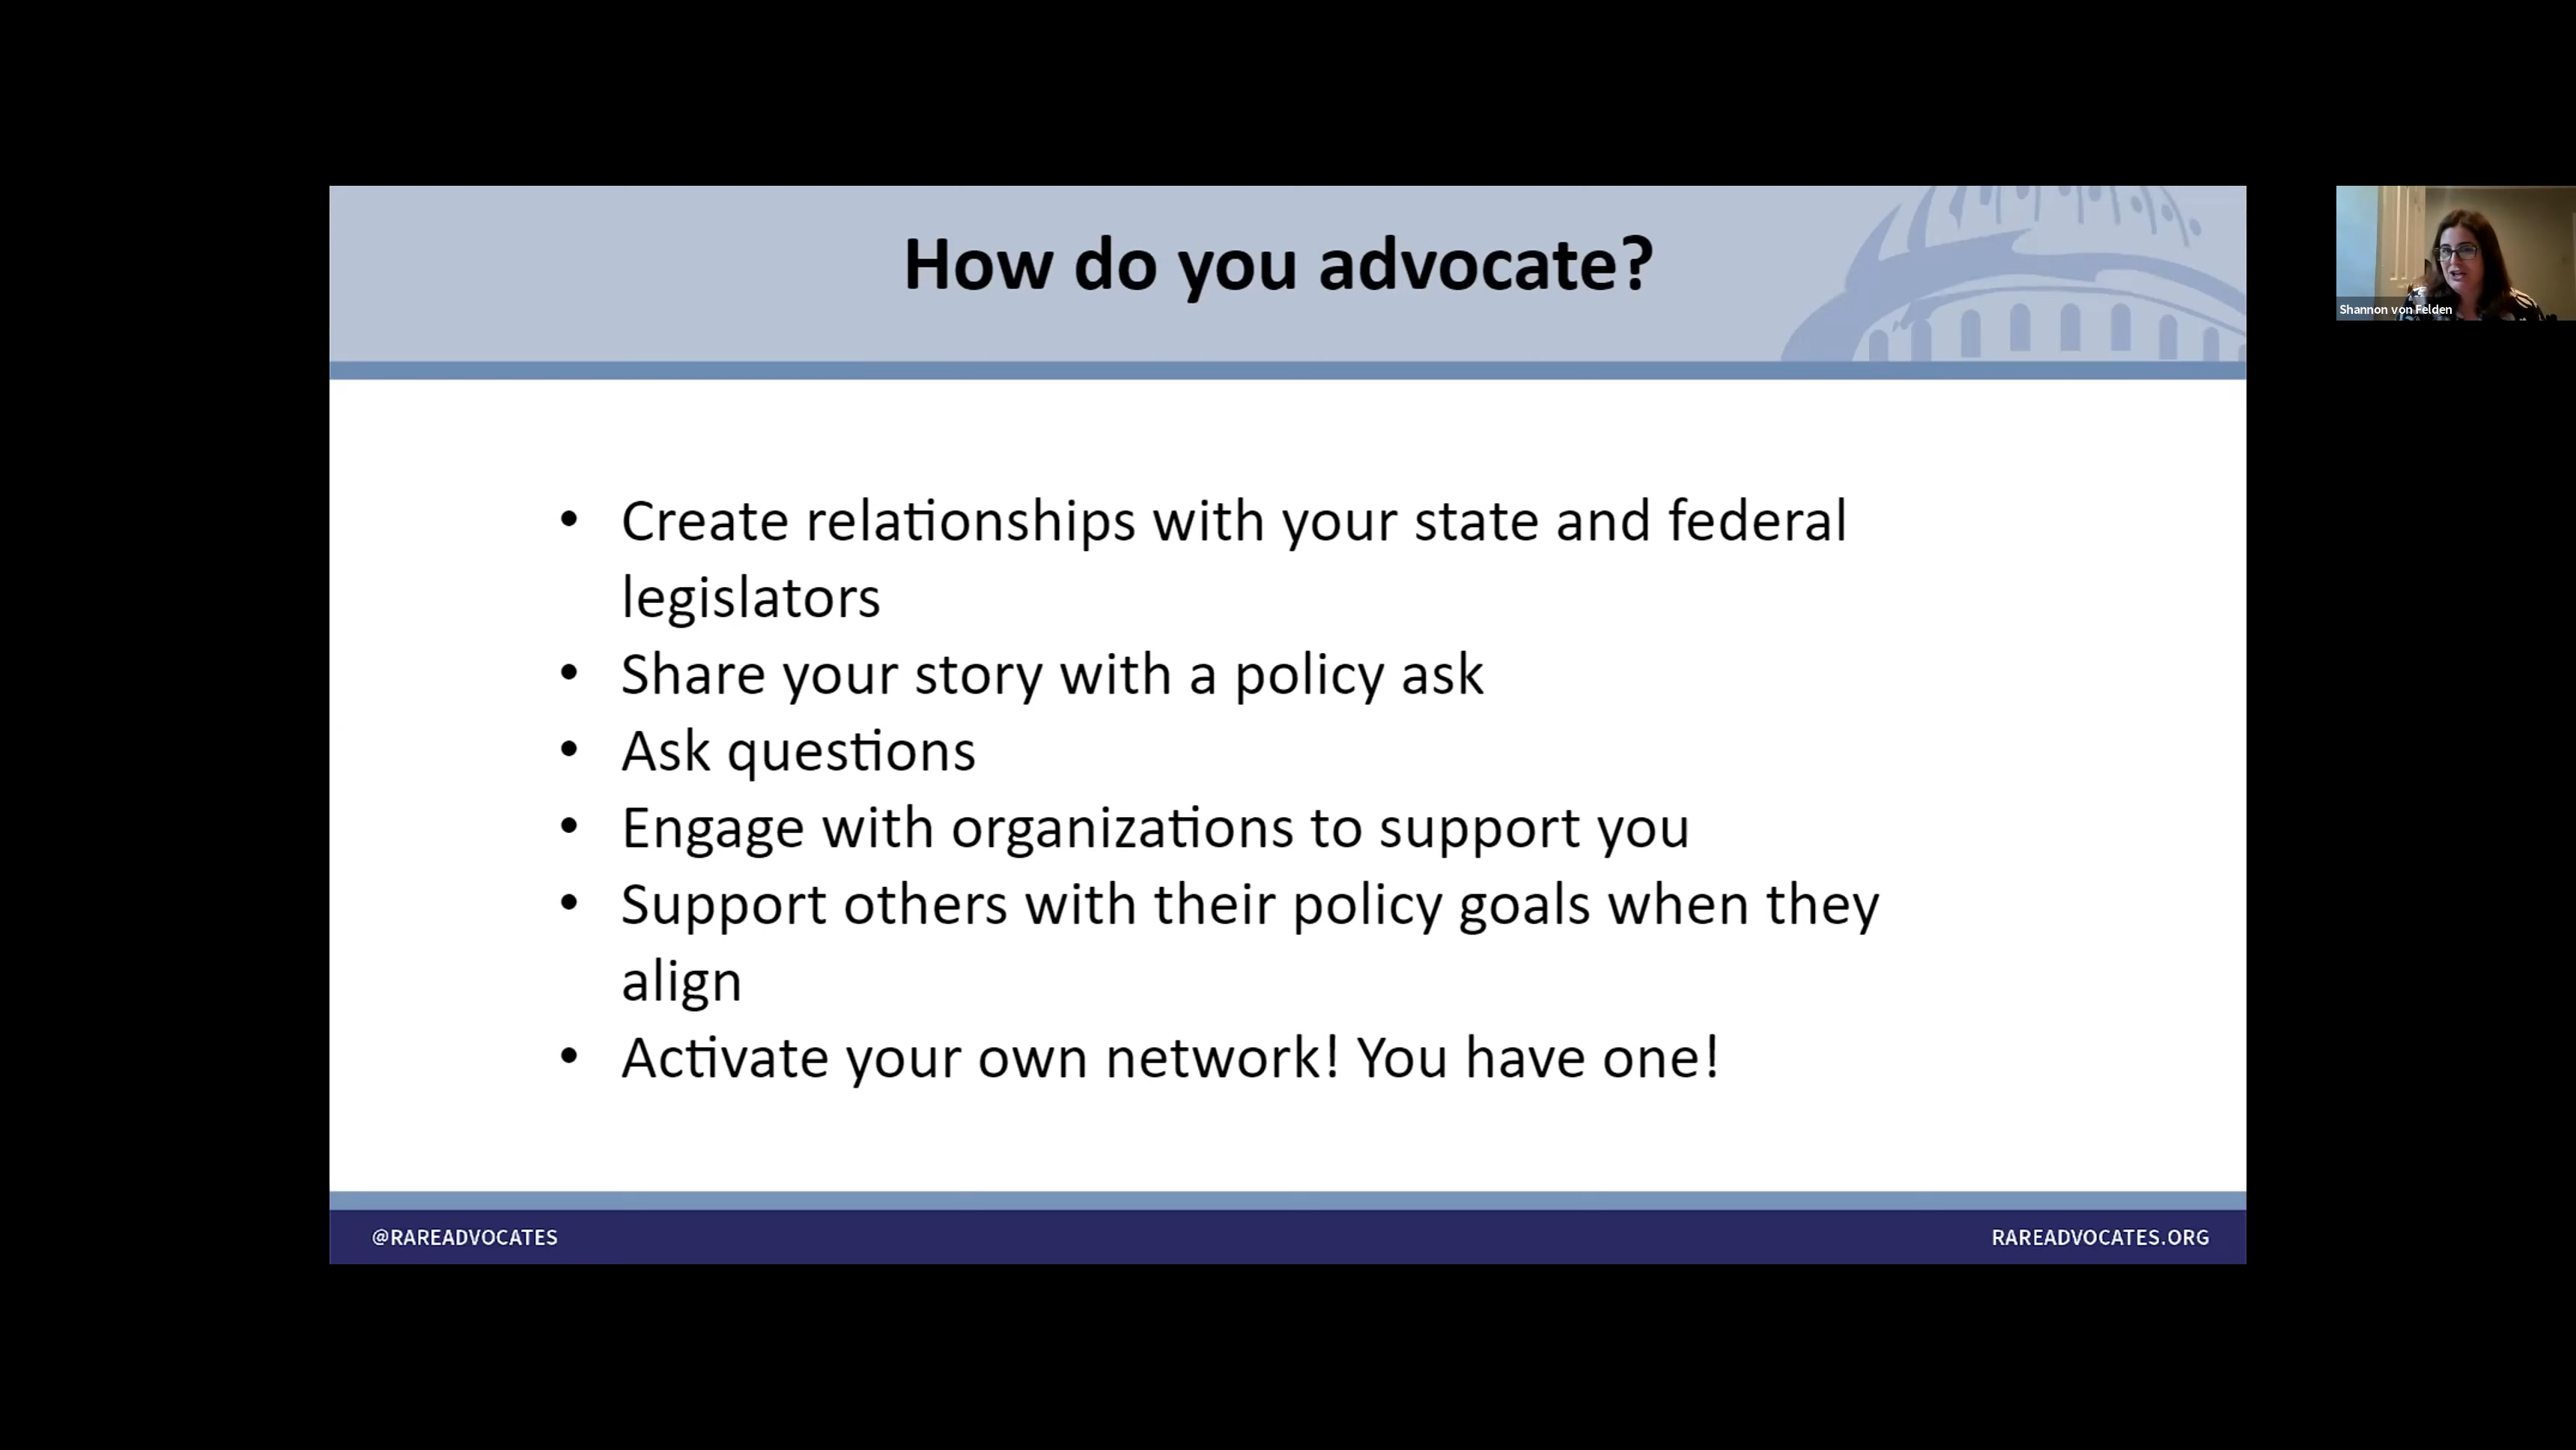 How do you advocate?
Shannon von Felden
• Create relationships with your state and federal
legislators
• Share your story with a policy ask
• Ask questions
• Engage with organizations to support you
• Support others with their policy goals when they
align
• Activate your own network! You have one!
@RAREADVOCATES
RAREADVOCATES.ORG